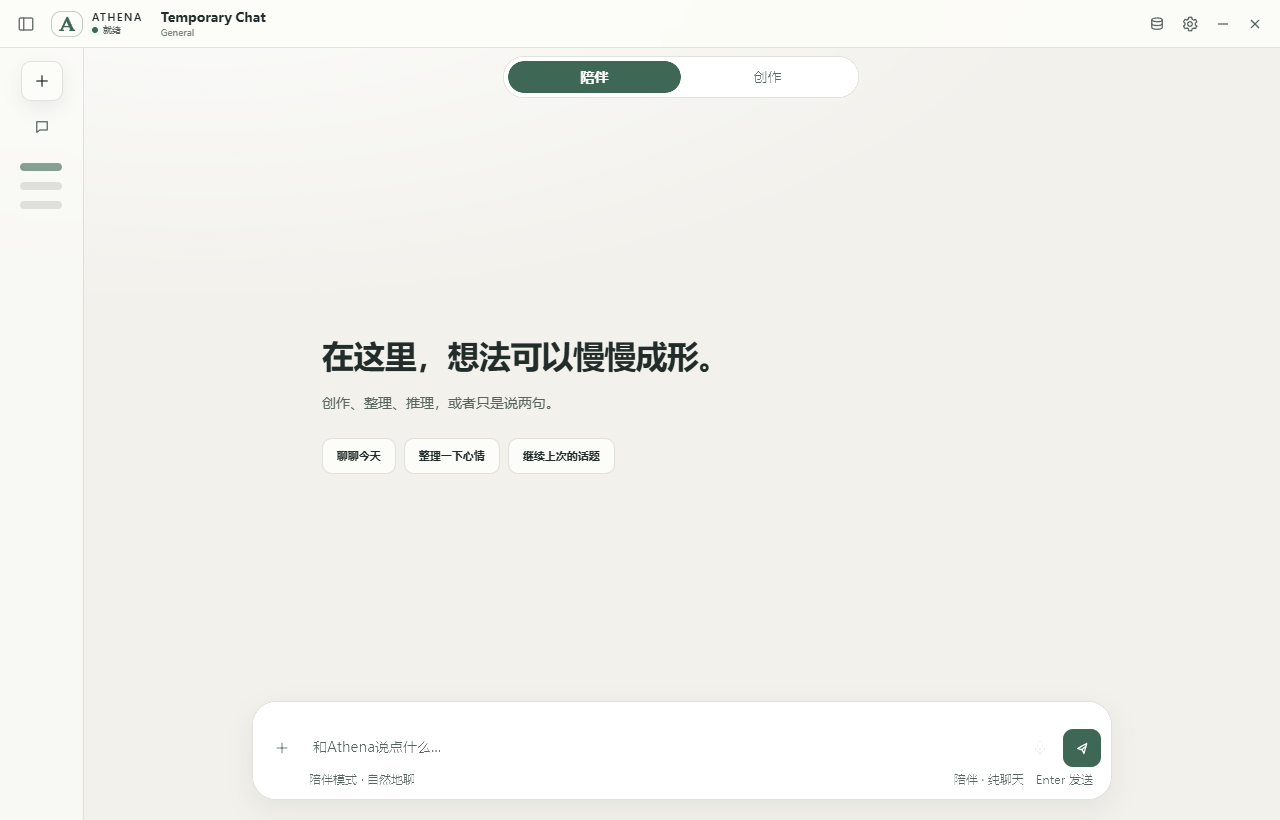 A
ATHENA
就绪
Temporary Chat
General
陪伴
创作
在这里，想法可以慢慢成形。
创作、整理、推理，或者只是说两句。
聊聊今天
整理一下心情
继续上次的话题
和Athena说点什么...
陪伴模式 · 自然地聊
陪伴 · 纯聊天
Enter 发送